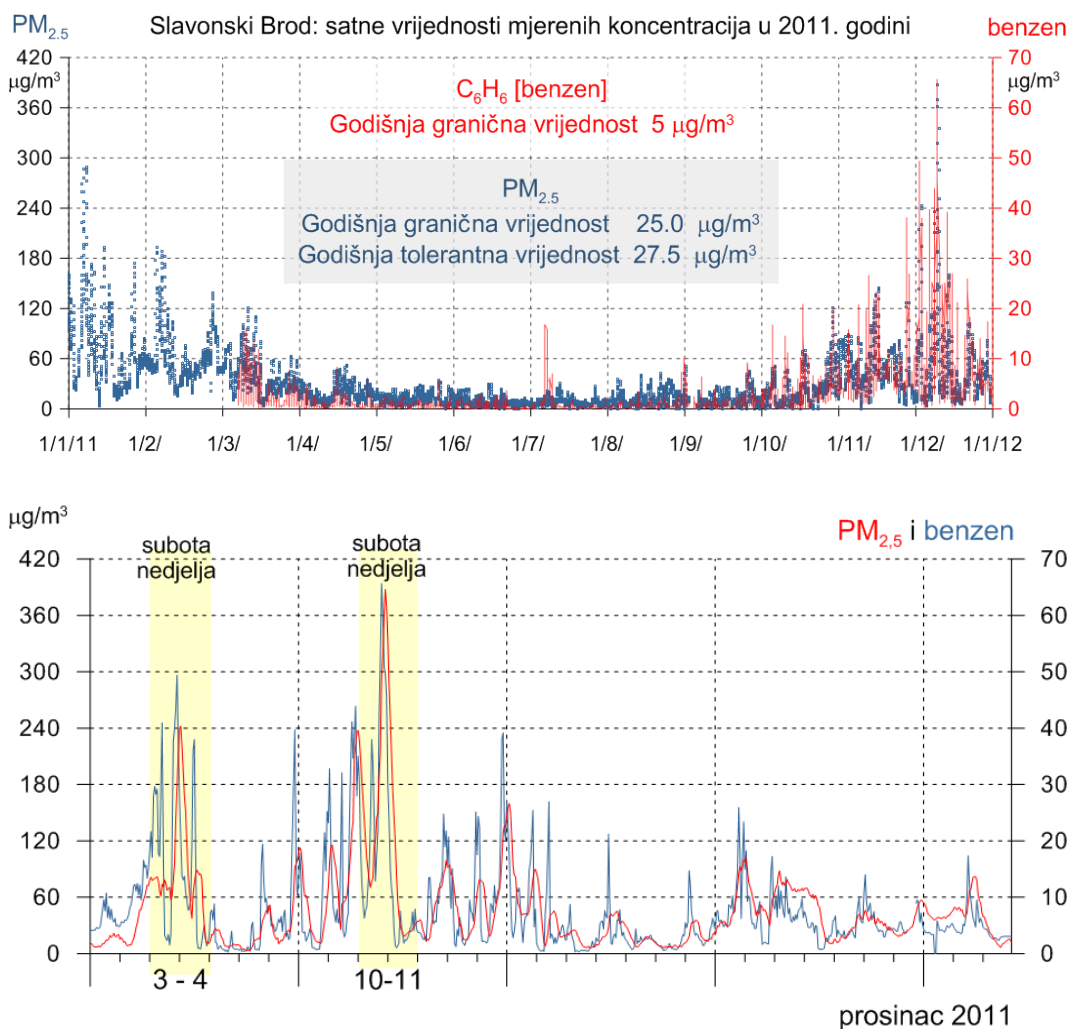 PM2.5 Slavonski Brod: satne vrijednosti mjerenih koncentracija u 2011. godini benzen
420 70
μg/m³ μg/m³
360 60
300 50
240 40
180 30
120 20
60 10
0 0
C6H6 [benzen]
Godišnja granična vrijednost 5 μg/m³
PM2.5
Godišnja granična vrijednost 25.0 μg/m³
Godišnja tolerantna vrijednost 27.5 μg/m³
1/1/11 1/2/ 1/3/ 1/4/ 1/5/ 1/6/ 1/7/ 1/8/ 1/9/ 1/10/ 1/11/ 1/12/ 1/1/12
μg/m³ PM2,5 i benzen
subota subota
nedjelja nedjelja
420 70
360 60
300 50
240 40
180 30
120 20
60 10
0 0
3 - 4 10-11
prosinac 2011